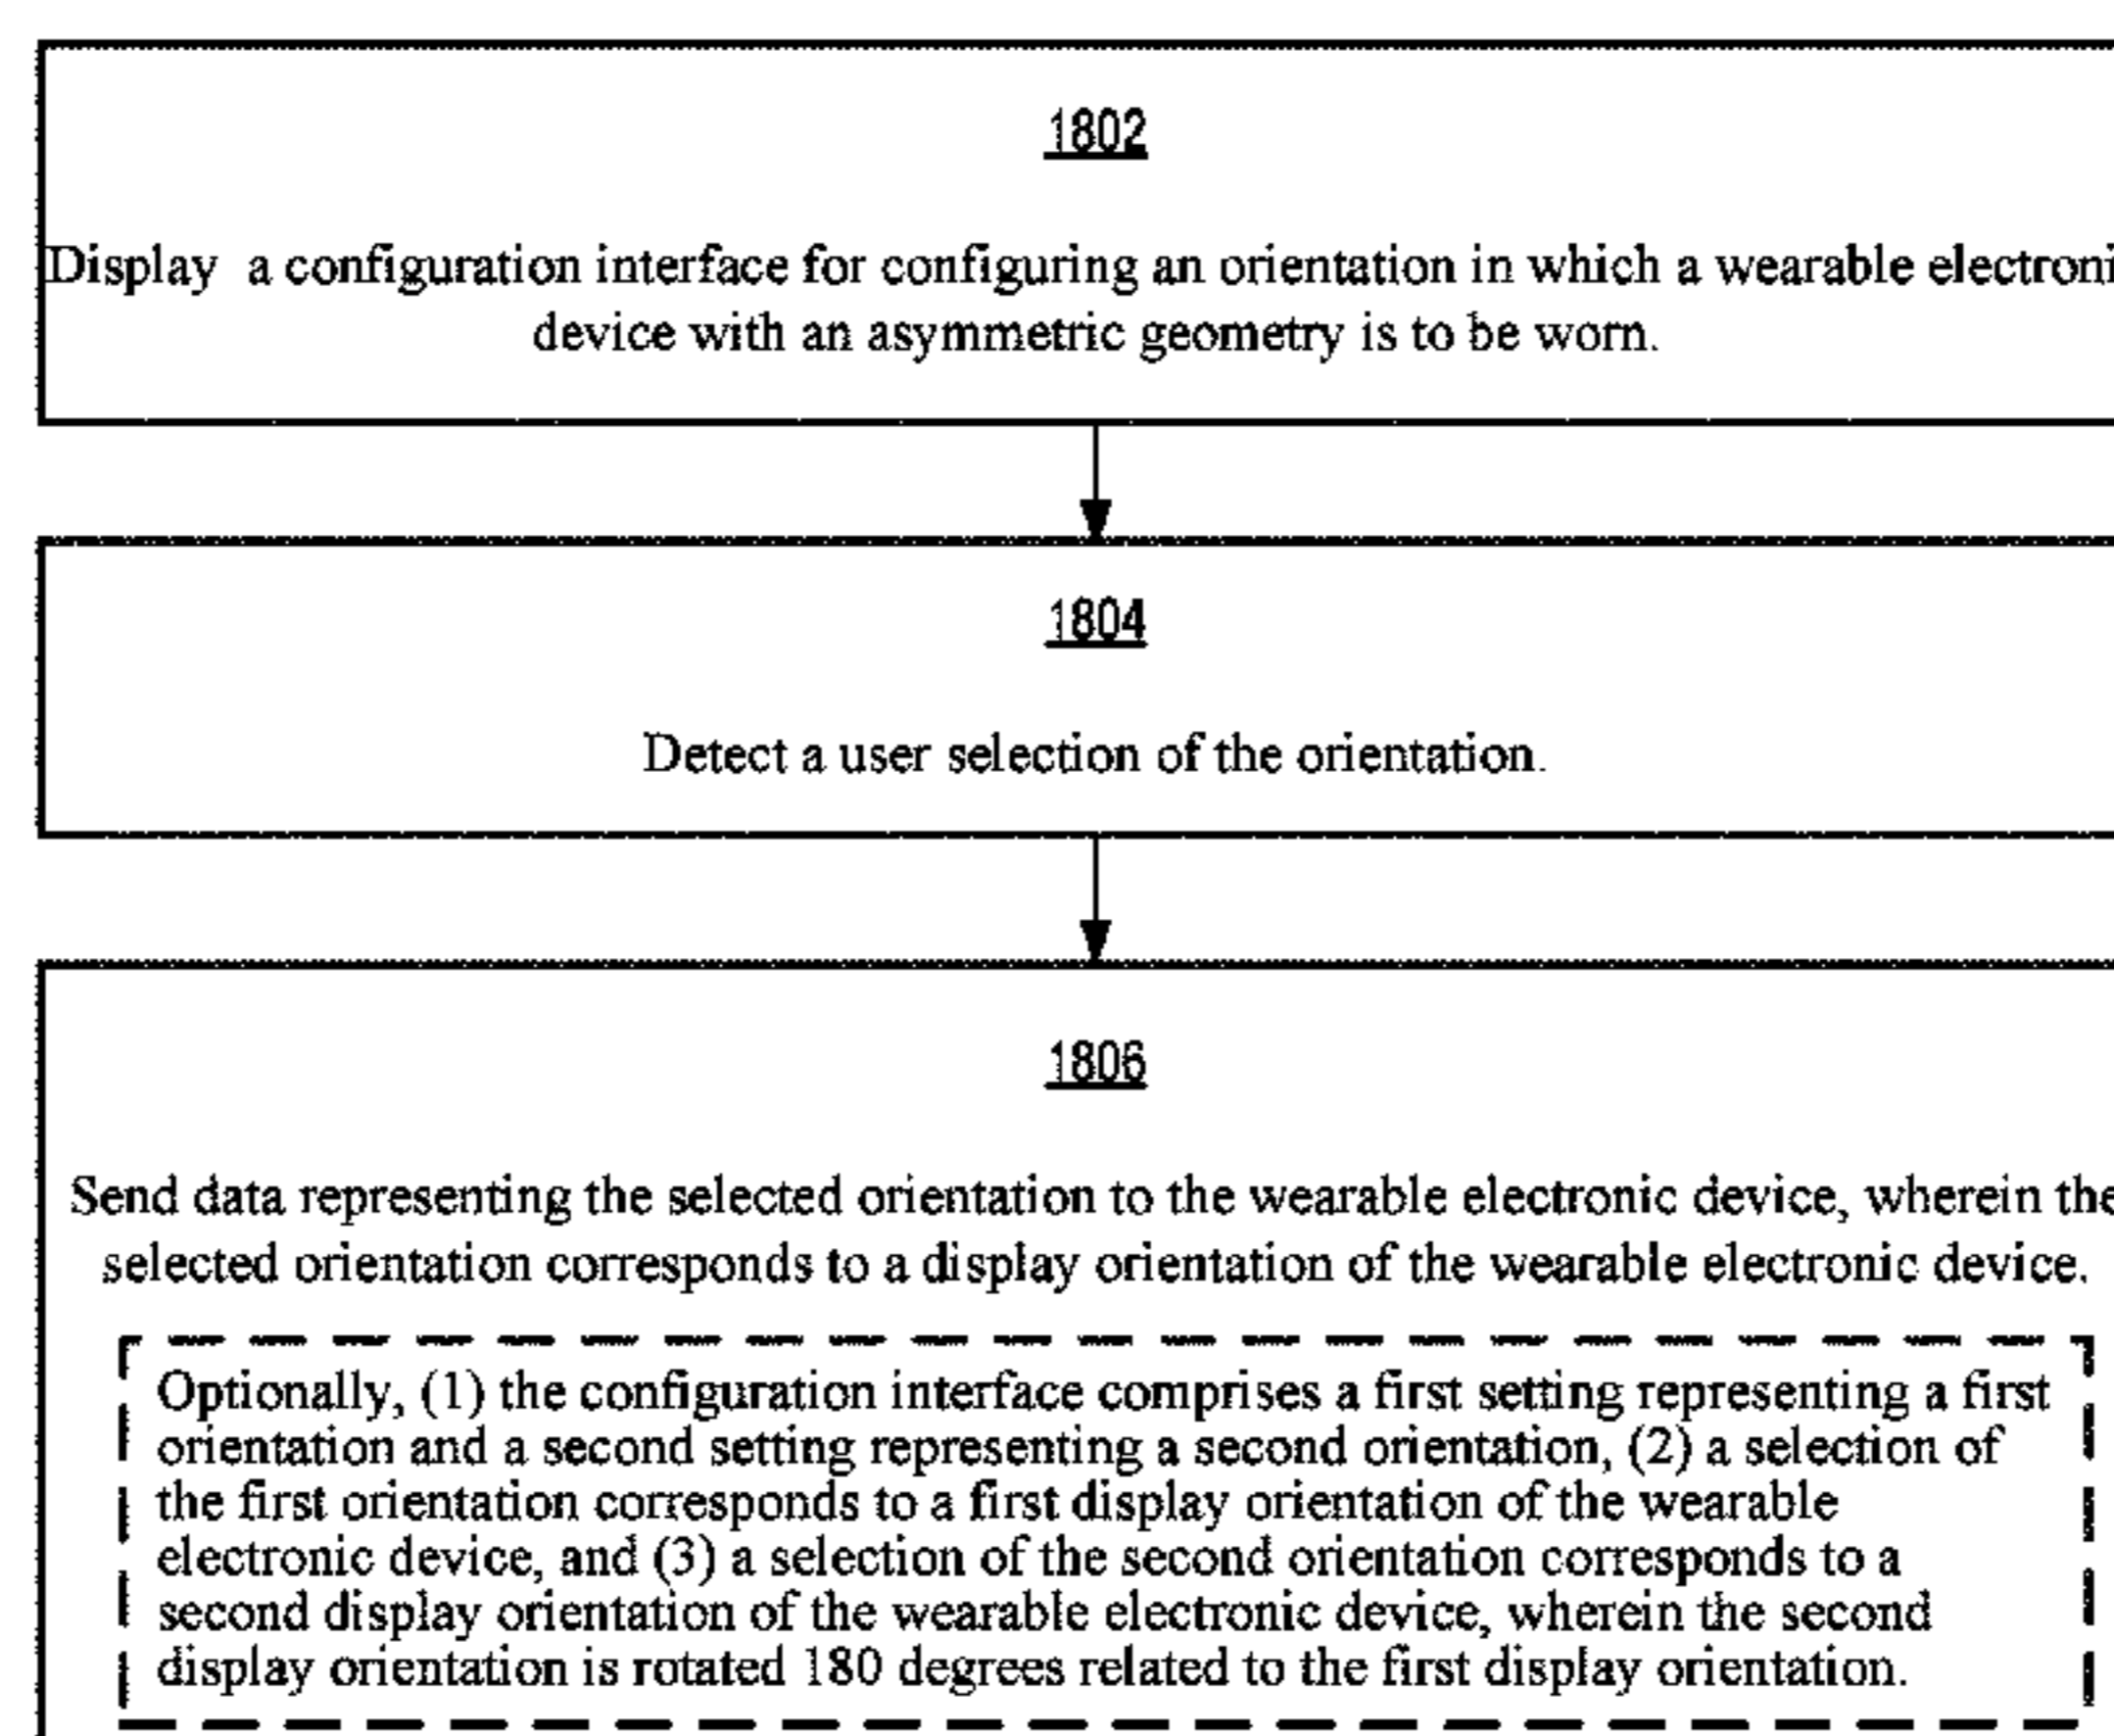 1802
Display a configuration interface for configuring an orientation in which a wearable electroni
device with an asymmetric geometry is to be worn.
1804
Detect a user selection of the orientation.
1806
Send data representing the selected orientation to the wearable electronic device, wherein the
selected orientation corresponds to a display orientation of the wearable electronic device.
Optionally, (1) the configuration interface comprises a first setting representing a first
orientation and a second setting representing a second orientation, (2) a selection of
the first orientation corresponds to a first display orientation of the wearable
electronic device, and (3) a selection of the second orientation corresponds to a
second display orientation of the wearable electronic device, wherein the second
display orientation is rotated 180 degrees related to the first display orientation.